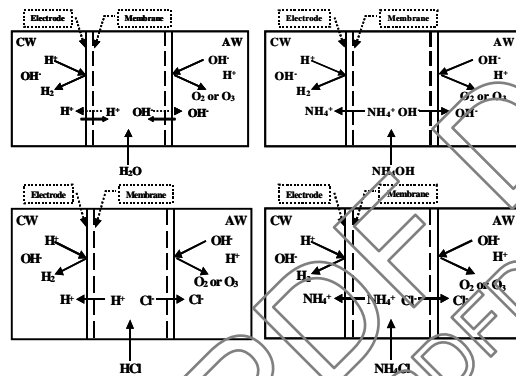 Electrode Membrane
CW AW
H⁺ OH⁻
OH⁻ H⁺
H₂ O₂ or O₃
H⁺ H⁺ OH⁻ OH⁻
H₂O
Electrode Membrane
CW AW
H⁺ OH⁻
OH⁻ H⁺
H₂ O₂ or O₃
NH₄⁺ NH₄⁺ OH⁻ OH⁻
NH₄OH
Electrode Membrane
CW AW
H⁺ OH⁻
OH⁻ H⁺
H₂ O₂ or O₃
H⁺ H⁺ Cl⁻ Cl⁻
HCl
Electrode Membrane
CW AW
H⁺ OH⁻
OH⁻ H⁺
H₂ O₂ or O₃
NH₄⁺ NH₄⁺ Cl⁻ Cl⁻
NH₄Cl
PDF